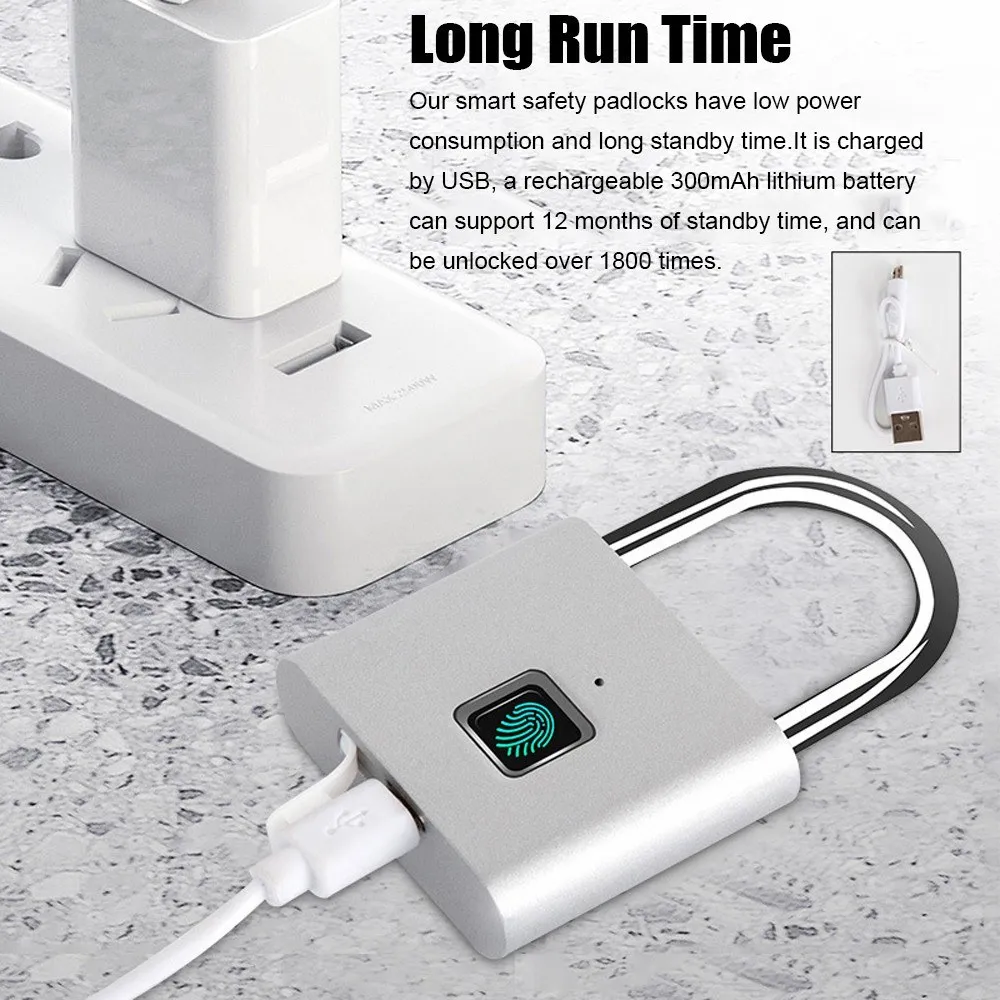 Long Run Time
Our smart safety padlocks have low power
consumption and long standby time.It is charged
by USB, a rechargeable 300mAh lithium battery
can support 12 months of standby time, and can
be unlocked over 1800 times.